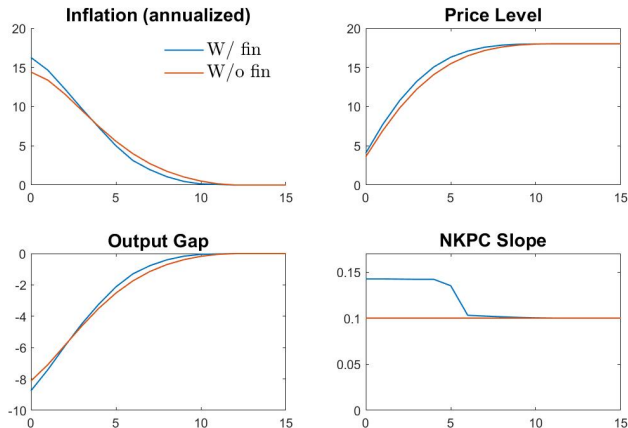 Inflation (annualized)
20
15
10
5
0
0 5 10 15
W/ fin
W/o fin
Price Level
20
15
10
5
0
0 5 10 15
Output Gap
0
-2
-4
-6
-8
-10
0 5 10 15
NKPC Slope
0.15
0.1
0.05
0
0 5 10 15